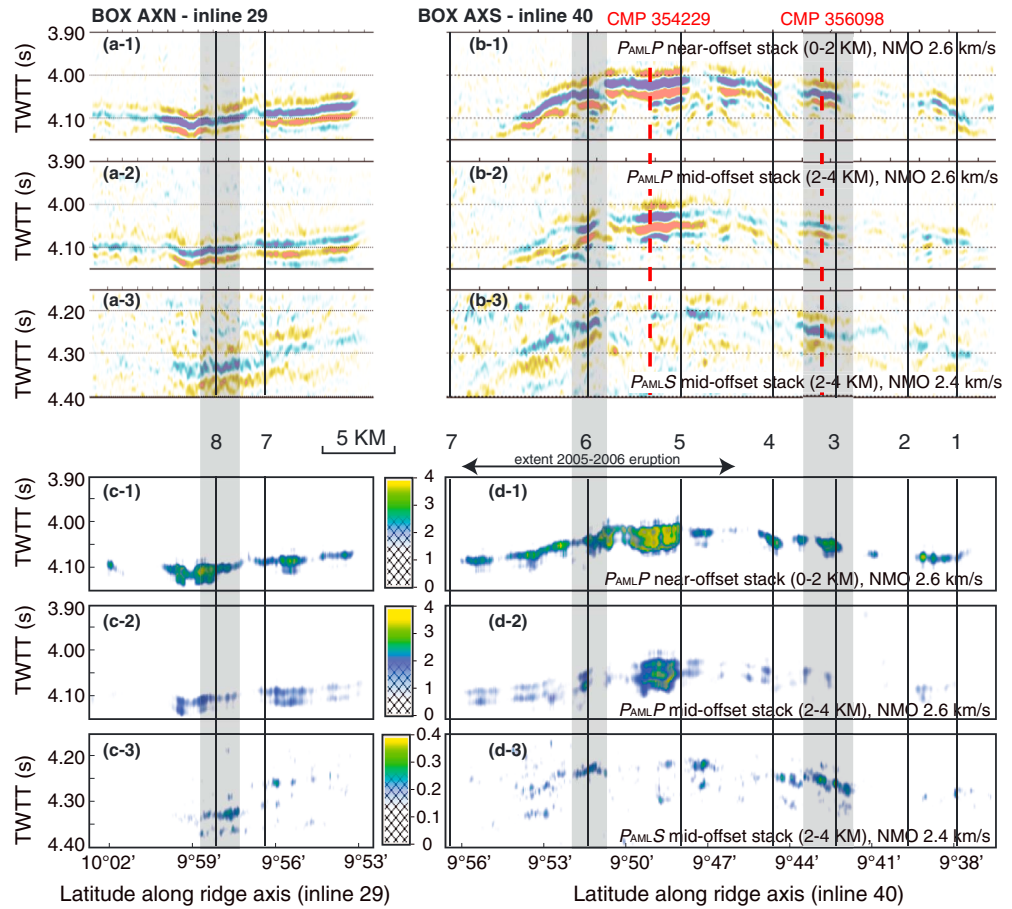 BOX AXN - inline 29
BOX AXS - inline 40
CMP 354229
CMP 356098
TWTT (s)
3.90
4.00
4.10
(a-1)
(b-1)
PAMLP near-offset stack (0-2 KM), NMO 2.6 km/s
TWTT (s)
3.90
4.00
4.10
(a-2)
(b-2)
PAMLP mid-offset stack (2-4 KM), NMO 2.6 km/s
TWTT (s)
4.20
4.30
4.40
(a-3)
(b-3)
PAMLS mid-offset stack (2-4 KM), NMO 2.4 km/s
8 7 5 KM 7 6 5 4 3 2 1
extent 2005-2006 eruption
TWTT (s)
3.90
4.00
4.10
(c-1)
4
3
2
1
0
(d-1)
PAMLP near-offset stack (0-2 KM), NMO 2.6 km/s
TWTT (s)
3.90
4.00
4.10
(c-2)
4
3
2
1
0
(d-2)
PAMLP mid-offset stack (2-4 KM), NMO 2.6 km/s
TWTT (s)
4.20
4.30
4.40
(c-3)
0.4
0.3
0.2
0.1
0
(d-3)
PAMLS mid-offset stack (2-4 KM), NMO 2.4 km/s
10°02' 9°59' 9°56' 9°53' 9°56' 9°53' 9°50' 9°47' 9°44' 9°41' 9°38'
Latitude along ridge axis (inline 29)
Latitude along ridge axis (inline 40)